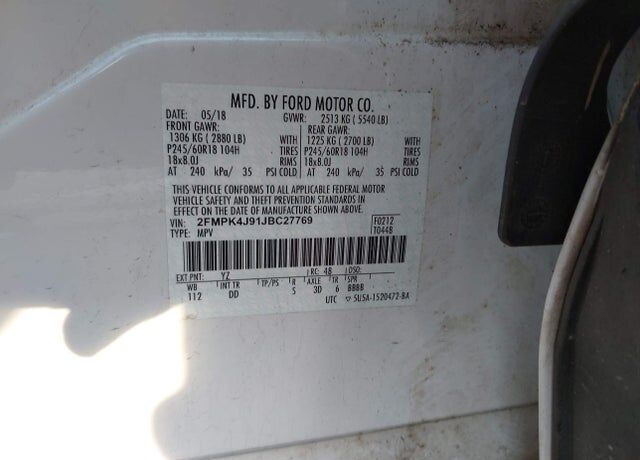 MFD. BY FORD MOTOR CO.
DATE: 05/18 GVWR: 2513 KG ( 5540 LB)
FRONT GAWR: REAR GAWR:
1306 KG ( 2880 LB) WITH 1225 KG ( 2700 LB) WITH
P245/60R18 104H TIRES P245/60R18 104H TIRES
18x8.0J RIMS 18x8.0J RIMS
AT 240 kPa/ 35 PSI COLD AT 240 kPa/ 35 PSI COLD
THIS VEHICLE CONFORMS TO ALL APPLICABLE FEDERAL MOTOR
VEHICLE SAFETY AND THEFT PREVENTION STANDARDS
IN EFFECT ON THE DATE OF MANUFACTURE SHOWN ABOVE.
VIN: 2FMPK4J91JBC27769 F0212
TYPE: MPV T0448
EXT PNT: YZ RC: 48 DSO:
WB INT TR TP/PS R AXLE TR SPR
112 DD S 3D 6 BBBB
UTC ▽ 5U5A-1520472-BA